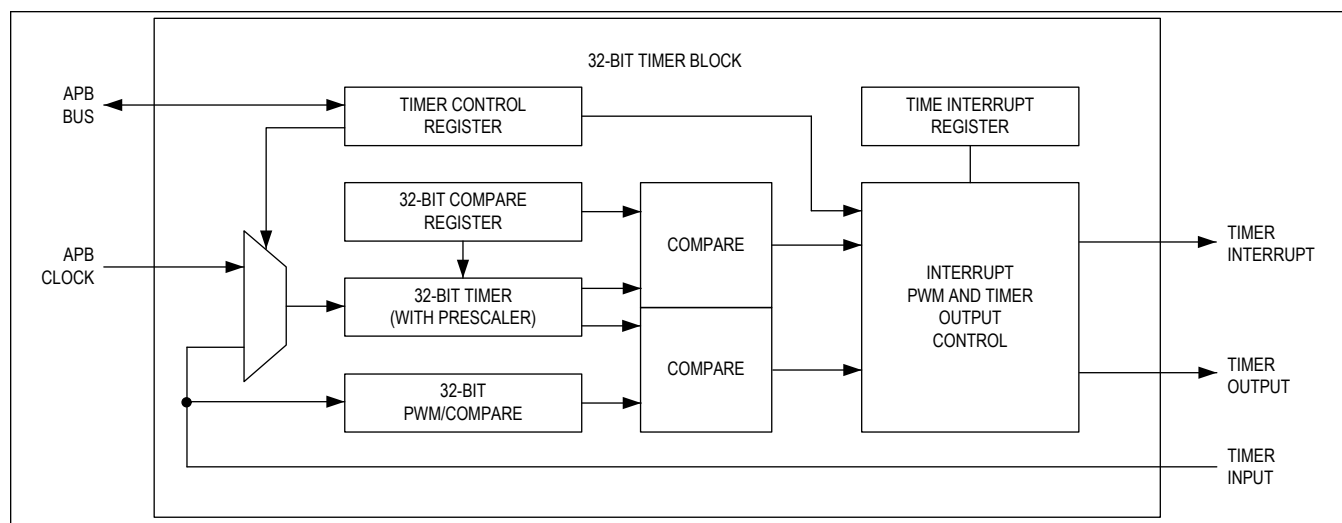 32-BIT TIMER BLOCK
APB
BUS
TIMER CONTROL
REGISTER
TIME INTERRUPT
REGISTER
32-BIT COMPARE
REGISTER
COMPARE
APB
CLOCK
32-BIT TIMER
(WITH PRESCALER)
INTERRUPT
PWM AND TIMER
OUTPUT
CONTROL
TIMER
INTERRUPT
32-BIT
PWM/COMPARE
COMPARE
TIMER
OUTPUT
TIMER
INPUT